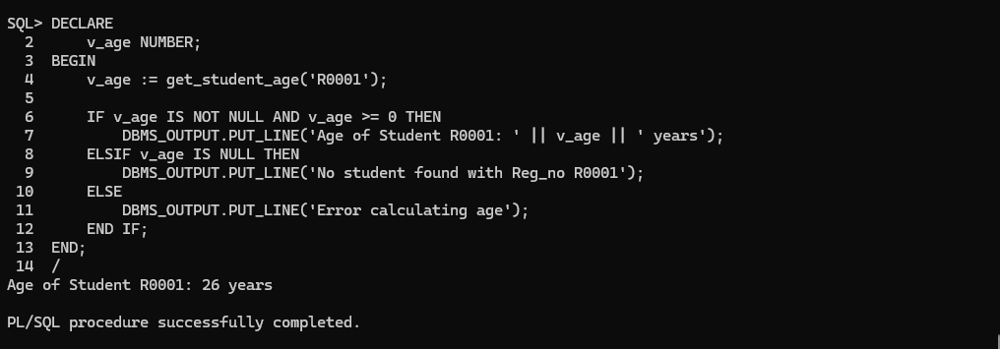 SQL> DECLARE
  2      v_age NUMBER;
  3  BEGIN
  4      v_age := get_student_age('R0001');
  5
  6      IF v_age IS NOT NULL AND v_age >= 0 THEN
  7          DBMS_OUTPUT.PUT_LINE('Age of Student R0001: ' || v_age || ' years');
  8      ELSIF v_age IS NULL THEN
  9          DBMS_OUTPUT.PUT_LINE('No student found with Reg_no R0001');
 10      ELSE
 11          DBMS_OUTPUT.PUT_LINE('Error calculating age');
 12      END IF;
 13  END;
 14  /
Age of Student R0001: 26 years
PL/SQL procedure successfully completed.